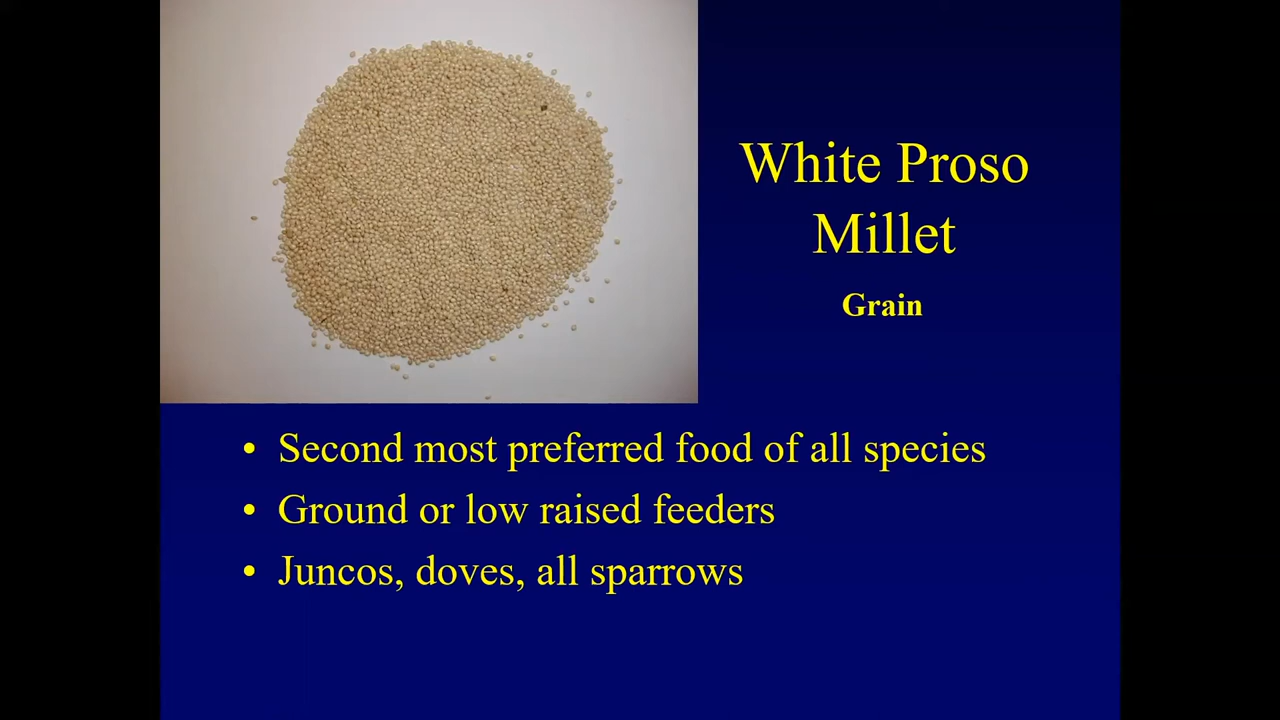 White Proso
Millet
Grain
• Second most preferred food of all species
• Ground or low raised feeders
• Juncos, doves, all sparrows